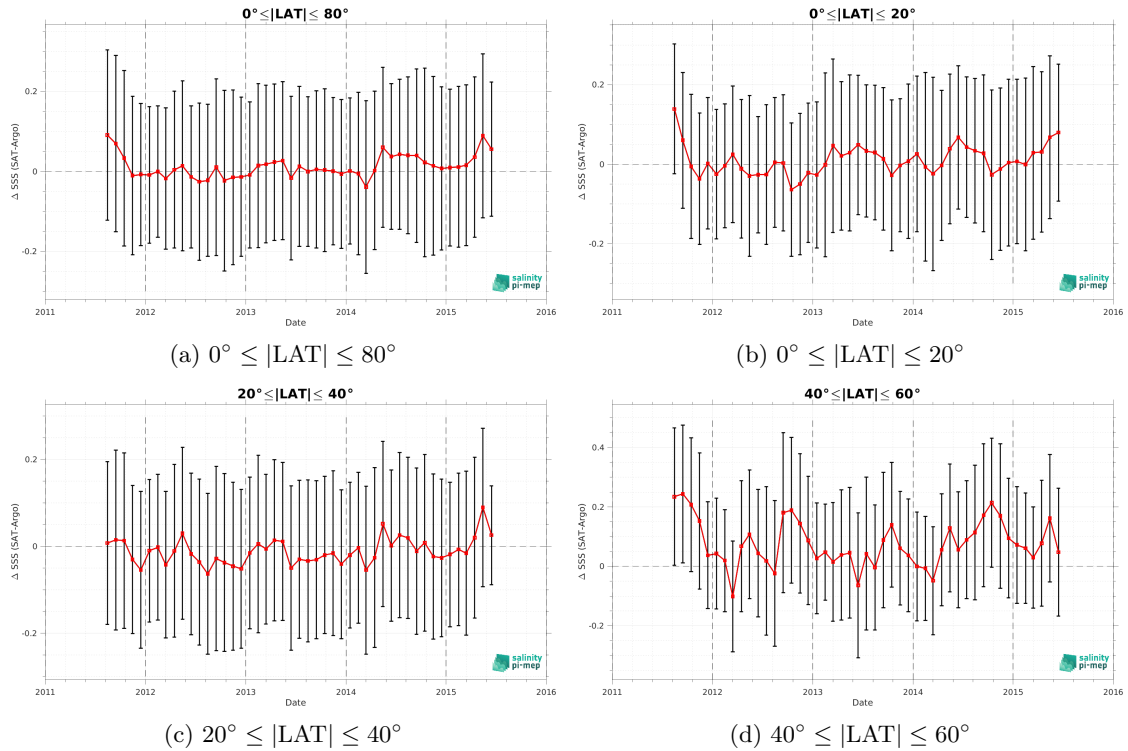 0°≤|LAT|≤ 80°
Δ SSS (SAT-Argo)
0.2
0
-0.2
2011 2012 2013 2014 2015 2016
Date
salinity
pi-mep
(a) 0° ≤ |LAT| ≤ 80°
0°≤|LAT|≤ 20°
Δ SSS (SAT-Argo)
0.2
0
-0.2
2011 2012 2013 2014 2015 2016
Date
salinity
pi-mep
(b) 0° ≤ |LAT| ≤ 20°
20°≤|LAT|≤ 40°
Δ SSS (SAT-Argo)
0.2
0
-0.2
2011 2012 2013 2014 2015 2016
Date
salinity
pi-mep
(c) 20° ≤ |LAT| ≤ 40°
40°≤|LAT|≤ 60°
Δ SSS (SAT-Argo)
0.4
0.2
0
-0.2
2011 2012 2013 2014 2015 2016
Date
salinity
pi-mep
(d) 40° ≤ |LAT| ≤ 60°